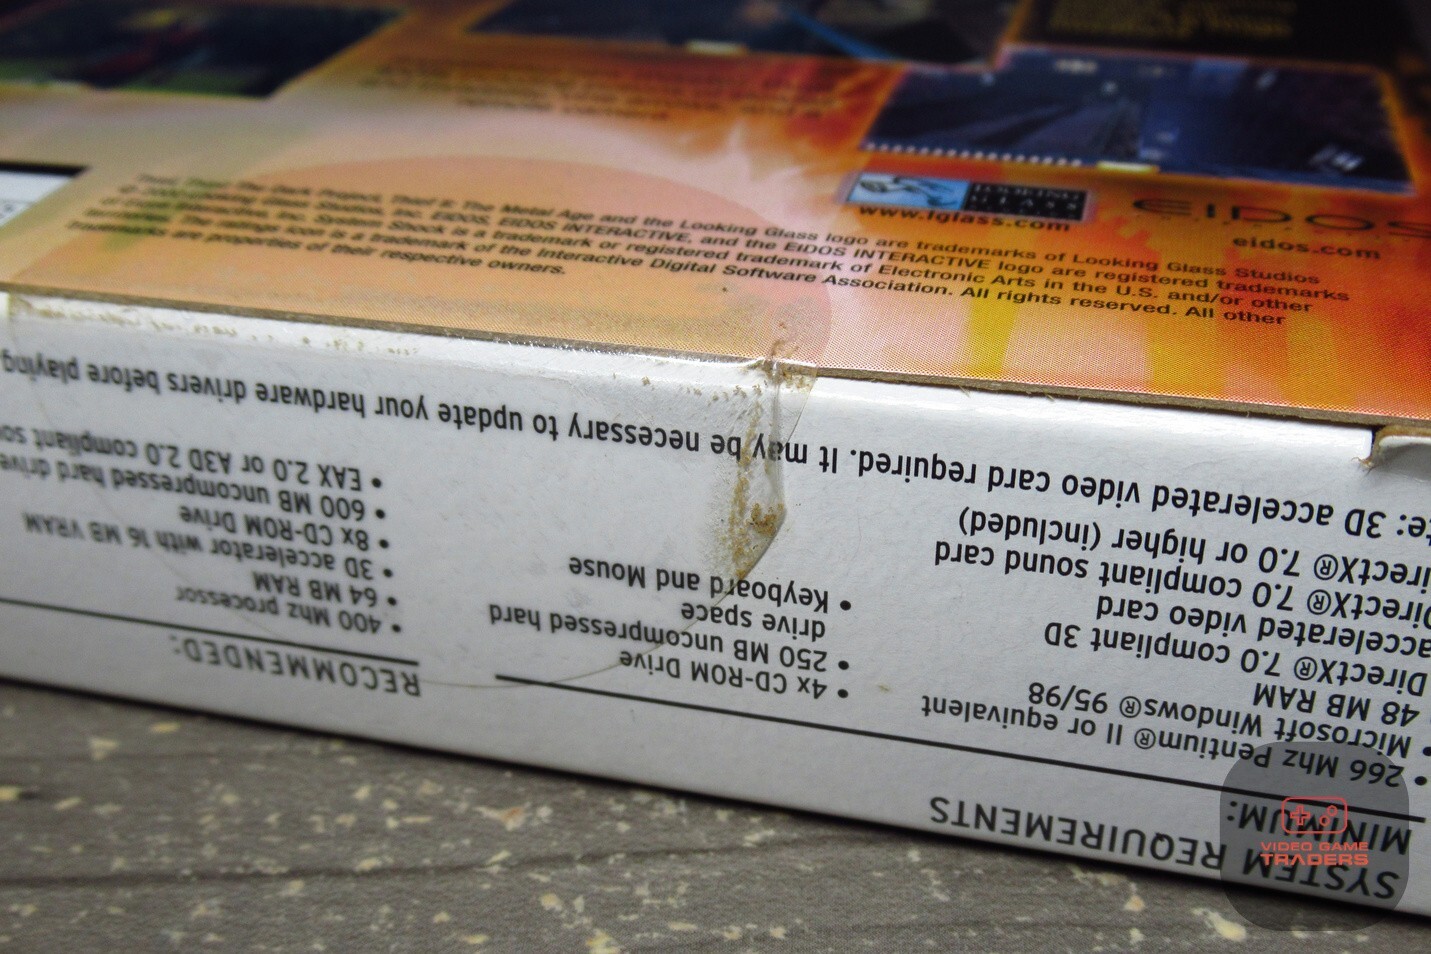 LOOKING
GLASS
www.lglass.com
EIDOS
eidos.com
The Dark Project, Thief II: The Metal Age and the Looking Glass logo are trademarks of Looking Glass Studios
Inc. EIDOS, EIDOS INTERACTIVE, and the EIDOS INTERACTIVE logo are registered trademarks
Shock is a trademark or registered trademark of Electronic Arts in the U.S. and/or other
icon is a trademark of the Interactive Digital Software Association. All rights reserved. All other
trademarks are properties of their respective owners.
SYSTEM REQUIREMENTS
MINIMUM:
• 266 Mhz Pentium® II or equivalent
• Microsoft Windows® 95/98
• 48 MB RAM
DirectX® 7.0 compliant 3D
accelerated video card
DirectX® 7.0 compliant sound card
DirectX® 7.0 or higher (included)
• 4x CD-ROM Drive
• 250 MB uncompressed hard
drive space
• Keyboard and Mouse
RECOMMENDED:
• 400 Mhz processor
• 64 MB RAM
• 3D accelerator with 16 MB VRAM
• 8x CD-ROM Drive
• 600 MB uncompressed hard drive
• EAX 2.0 or A3D 2.0 compliant
3D accelerated video card required. It may be necessary to update your hardware drivers before playing
VIDEO GAME
TRADERS